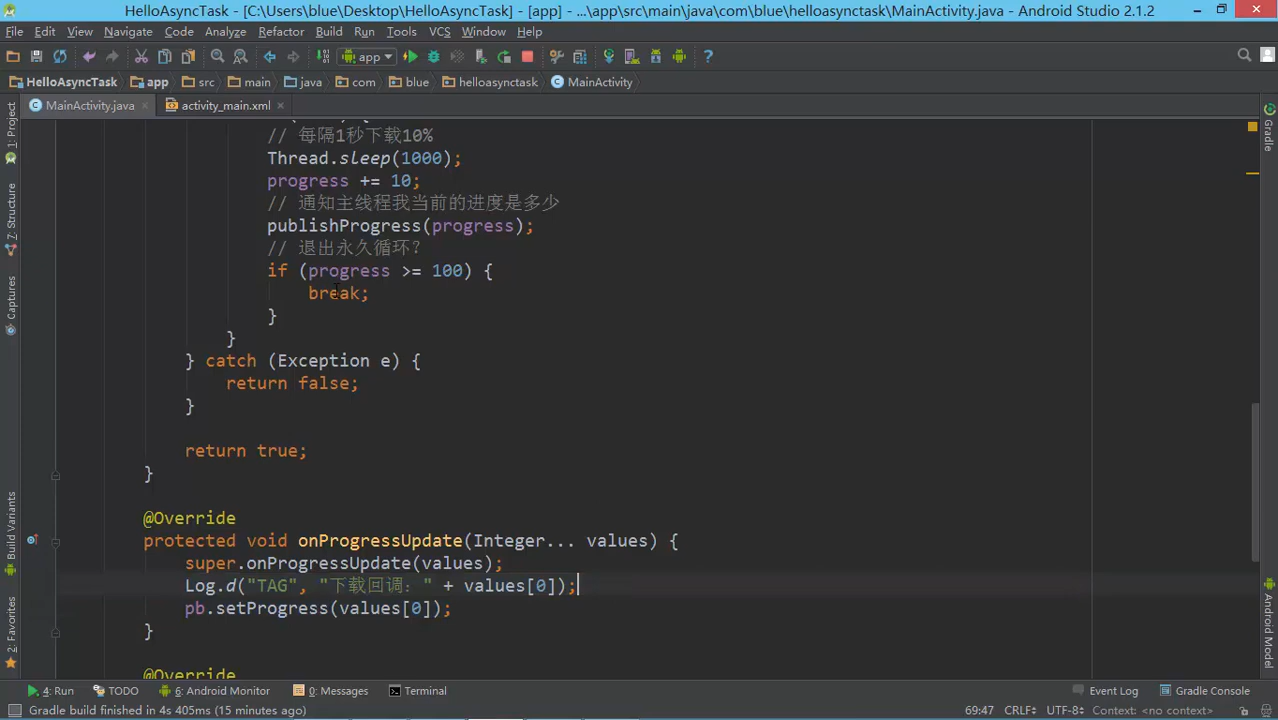 HelloAsyncTask - [C:\Users\blue\Desktop\HelloAsyncTask] - [app] - ...\app\src\main\java\com\blue\helloasynctask\MainActivity.java - Android Studio 2.1.2
File Edit View Navigate Code Analyze Refactor Build Run Tools VCS Window Help
app
HelloAsyncTask app src main java com blue helloasynctask MainActivity
MainActivity.java activity_main.xml
// 每隔1秒下载10%
Thread.sleep(1000);
progress += 10;
// 通知主线程我当前的进度是多少
publishProgress(progress);
// 退出永久循环?
if (progress >= 100) {
break;
}
}
} catch (Exception e) {
return false;
}
return true;
}
@Override
protected void onProgressUpdate(Integer... values) {
super.onProgressUpdate(values);
Log.d("TAG", "下载回调: " + values[0]);
pb.setProgress(values[0]);
}
@Override
1: Project
7: Structure
Captures
Build Variants
2: Favorites
Gradle
Android Model
4: Run TODO 6: Android Monitor 0: Messages Terminal Event Log Gradle Console
Gradle build finished in 4s 405ms (15 minutes ago) 69:47 CRLF÷ UTF-8÷ Context: <no context>